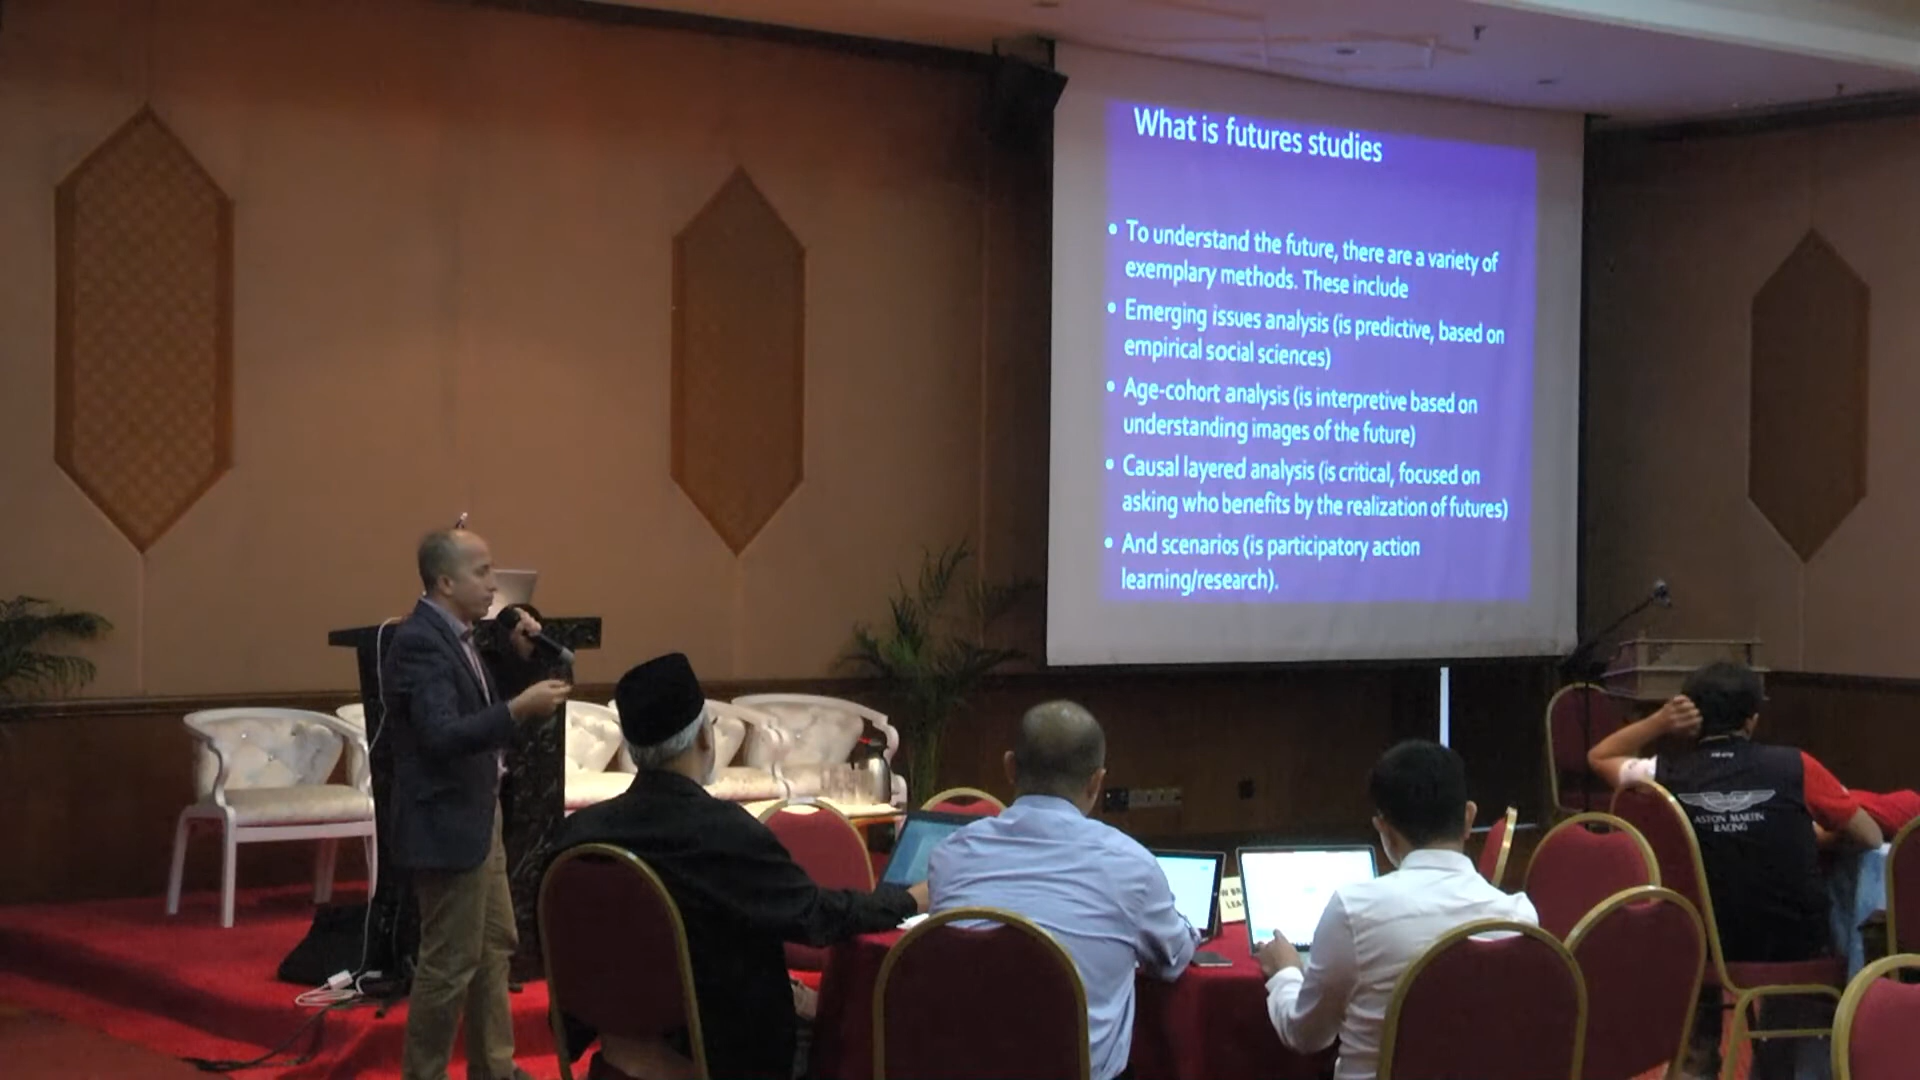 What is futures studies
• To understand the future, there are a variety of
exemplary methods. These include
• Emerging issues analysis (is predictive, based on
empirical social sciences)
• Age-cohort analysis (is interpretive based on
understanding images of the future)
• Causal layered analysis (is critical, focused on
asking who benefits by the realization of futures)
• And scenarios (is participatory action
learning/research).
ASTON MARTIN
RACING